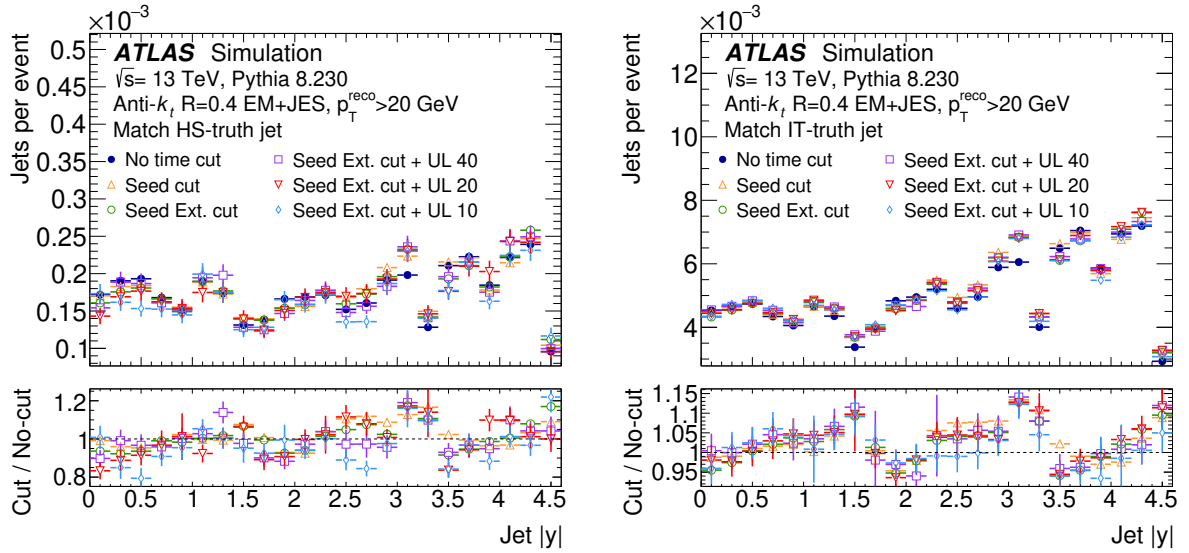 ×10⁻³
Jets per event
ATLAS Simulation
√s= 13 TeV, Pythia 8.230
Anti-kₜ R=0.4 EM+JES, p_T^reco>20 GeV
Match HS-truth jet
No time cut
Seed cut
Seed Ext. cut
Seed Ext. cut + UL 40
Seed Ext. cut + UL 20
Seed Ext. cut + UL 10
0.5
0.45
0.4
0.35
0.3
0.25
0.2
0.15
0.1
Cut / No-cut
1.2
1
0.8
0 0.5 1 1.5 2 2.5 3 3.5 4 4.5
Jet |y|
×10⁻³
Jets per event
ATLAS Simulation
√s= 13 TeV, Pythia 8.230
Anti-kₜ R=0.4 EM+JES, p_T^reco>20 GeV
Match IT-truth jet
No time cut
Seed cut
Seed Ext. cut
Seed Ext. cut + UL 40
Seed Ext. cut + UL 20
Seed Ext. cut + UL 10
12
10
8
6
4
Cut / No-cut
1.15
1.1
1.05
1
0.95
0 0.5 1 1.5 2 2.5 3 3.5 4 4.5
Jet |y|